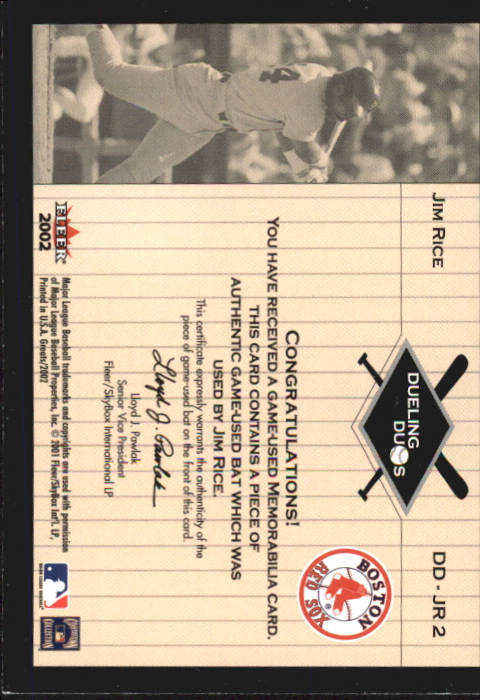 JIM RICE
DUELING
DUOS
DD - JR 2
BOSTON
RED SOX
CONGRATULATIONS!
YOU HAVE RECEIVED A GAME-USED MEMORABILIA CARD.
THIS CARD CONTAINS A PIECE OF
AUTHENTIC GAME-USED BAT WHICH WAS
USED BY JIM RICE.
This certificate expressly warrants the authenticity of the
piece of game-used bat on the front of this card.
Lloyd J. Pawlak
Lloyd J. Pawlak
Senior Vice President
Fleer/SkyBox International LP
FLEER
2002
Major League Baseball trademarks and copyrights are used with permission
of Major League Baseball Properties, Inc. © 2001 Fleer/SkyBox Int'l. LP,
Printed in U.S.A. Greats/2002